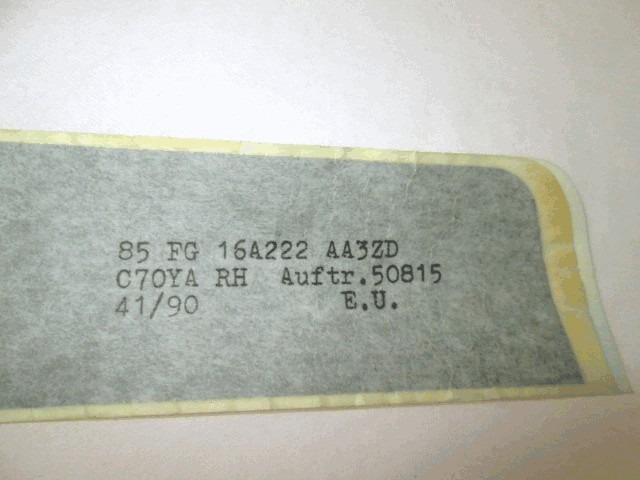 85 FG 16A222 AA3ZD
C70YA RH Auftr.50815
41/90 E.U.